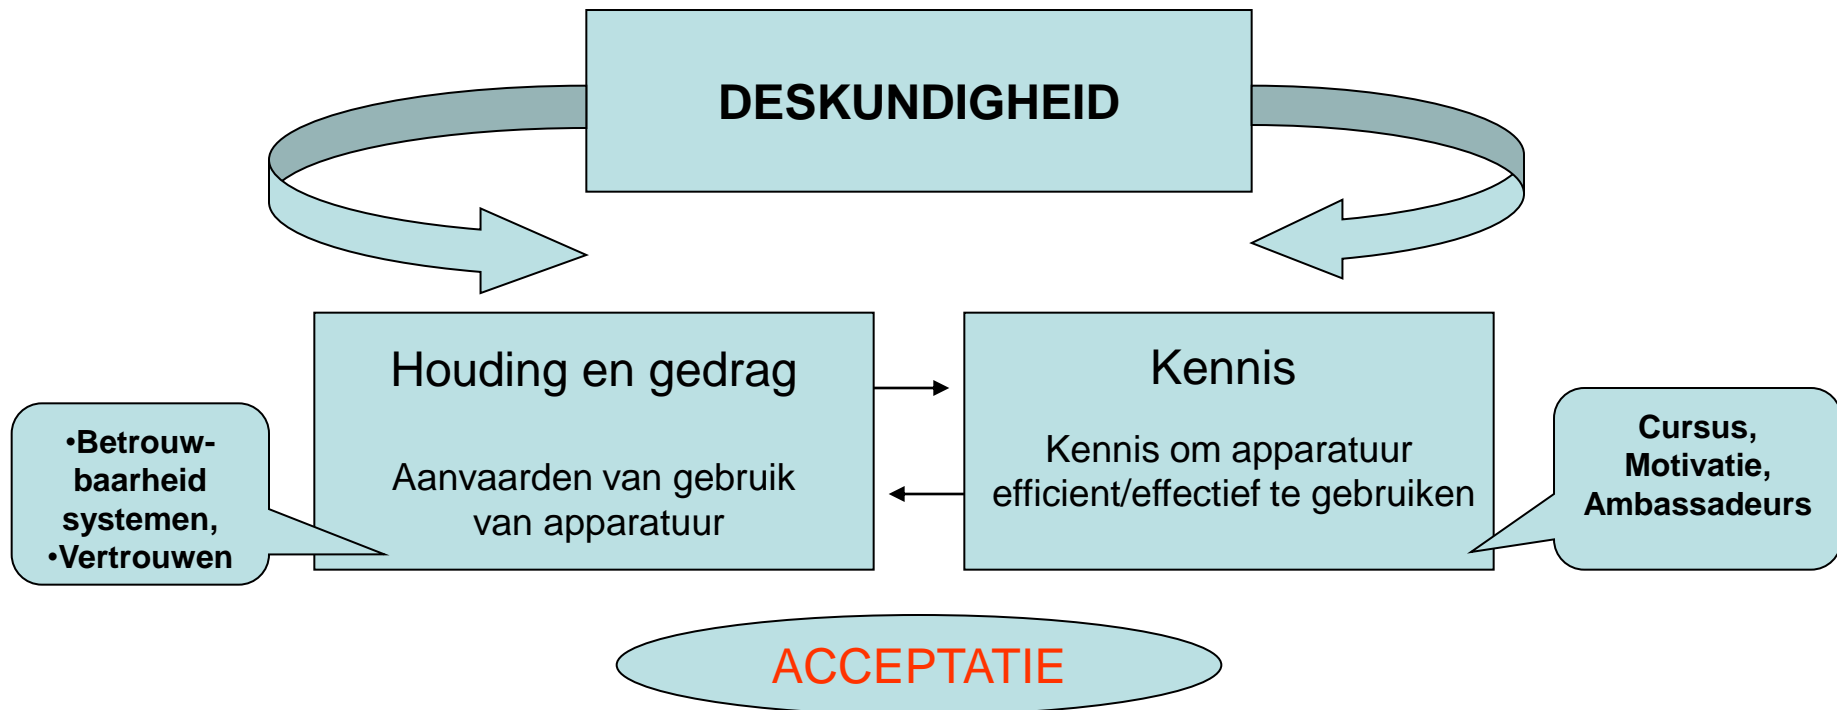 DESKUNDIGHEID
Houding en gedrag
Aanvaarden van gebruik
van apparatuur
Kennis
Kennis om apparatuur
efficient/effectief te gebruiken
•Betrouw-
baarheid
systemen,
•Vertrouwen
Cursus,
Motivatie,
Ambassadeurs
ACCEPTATIE